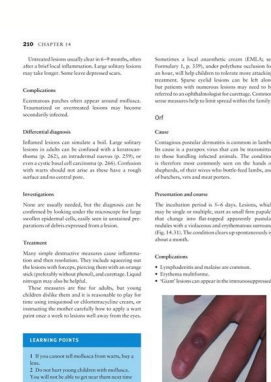 210 CHAPTER 14
Untreated lesions usually clear in 6–9 months, often
after a brief local inflammation. Large solitary lesions
may take longer. Some leave depressed scars.
Complications
Eczematous patches often appear around mollusca.
Traumatized or overtreated lesions may become
secondarily infected.
Differential diagnosis
Inflamed lesions can simulate a boil. Large solitary
lesions in adults can be confused with a keratoacan-
thoma (p. 262), an intradermal naevus (p. 259), or
even a cystic basal cell carcinoma (p. 266). Confusion
with warts should not arise as these have a rough
surface and no central pore.
Investigations
None are usually needed, but the diagnosis can be
confirmed by looking under the microscope for large
swollen epidermal cells, easily seen in unstained pre-
parations of debris expressed from a lesion.
Treatment
Many simple destructive measures cause inflamma-
tion and then resolution. They include squeezing out
the lesions with forceps, piercing them with an orange
stick (preferably without phenol), and curettage. Liquid
nitrogen may also be helpful.
These measures are fine for adults, but young
children dislike them and it is reasonable to play for
time using imiquimod or
instructing the mother carefully how to apply a wart
paint once a week to lesions well away from the eyes.
LEARNING POINTS
1 If you cannot tell mollusca from warts, buy a
lens.
2 Do not hurt young children with mollusca.
You will not be able to get near them next time
Sometimes a local anaesthetic cream (EMLA; se
Formulary 1, p. 339), under polythene occlusion fo
an hour, will help children to tolerate more attacking
treatment. Sparse eyelid lesions can be left alone
but patients with numerous lesions may need to b
referred to an ophthalmologist for curettage. Common
sense measures help to limit spread within the family
Orf
Cause
Contagious pustular dermatitis is common in lambs
Its cause is a parapox virus that can be transmitted
to those handling infected animals. The condition
is therefore most commonly seen on the hands o
shepherds, of their wives who bottle-feed lambs, and
of butchers, vets and meat porters.
Presentation and course
The incubation period is 5–6 days. Lesions, which
may be single or multiple, start as small firm papules
that change into flat-topped apparently pustula
nodules with a violaceous and erythematous surround
(Fig. 14.31). The condition clears up spontaneously i
about a month.
Complications
• Lymphadenitis and malaise are common.
• Erythema multiforme.
• 'Giant' lesions can appear in the immunosuppressed